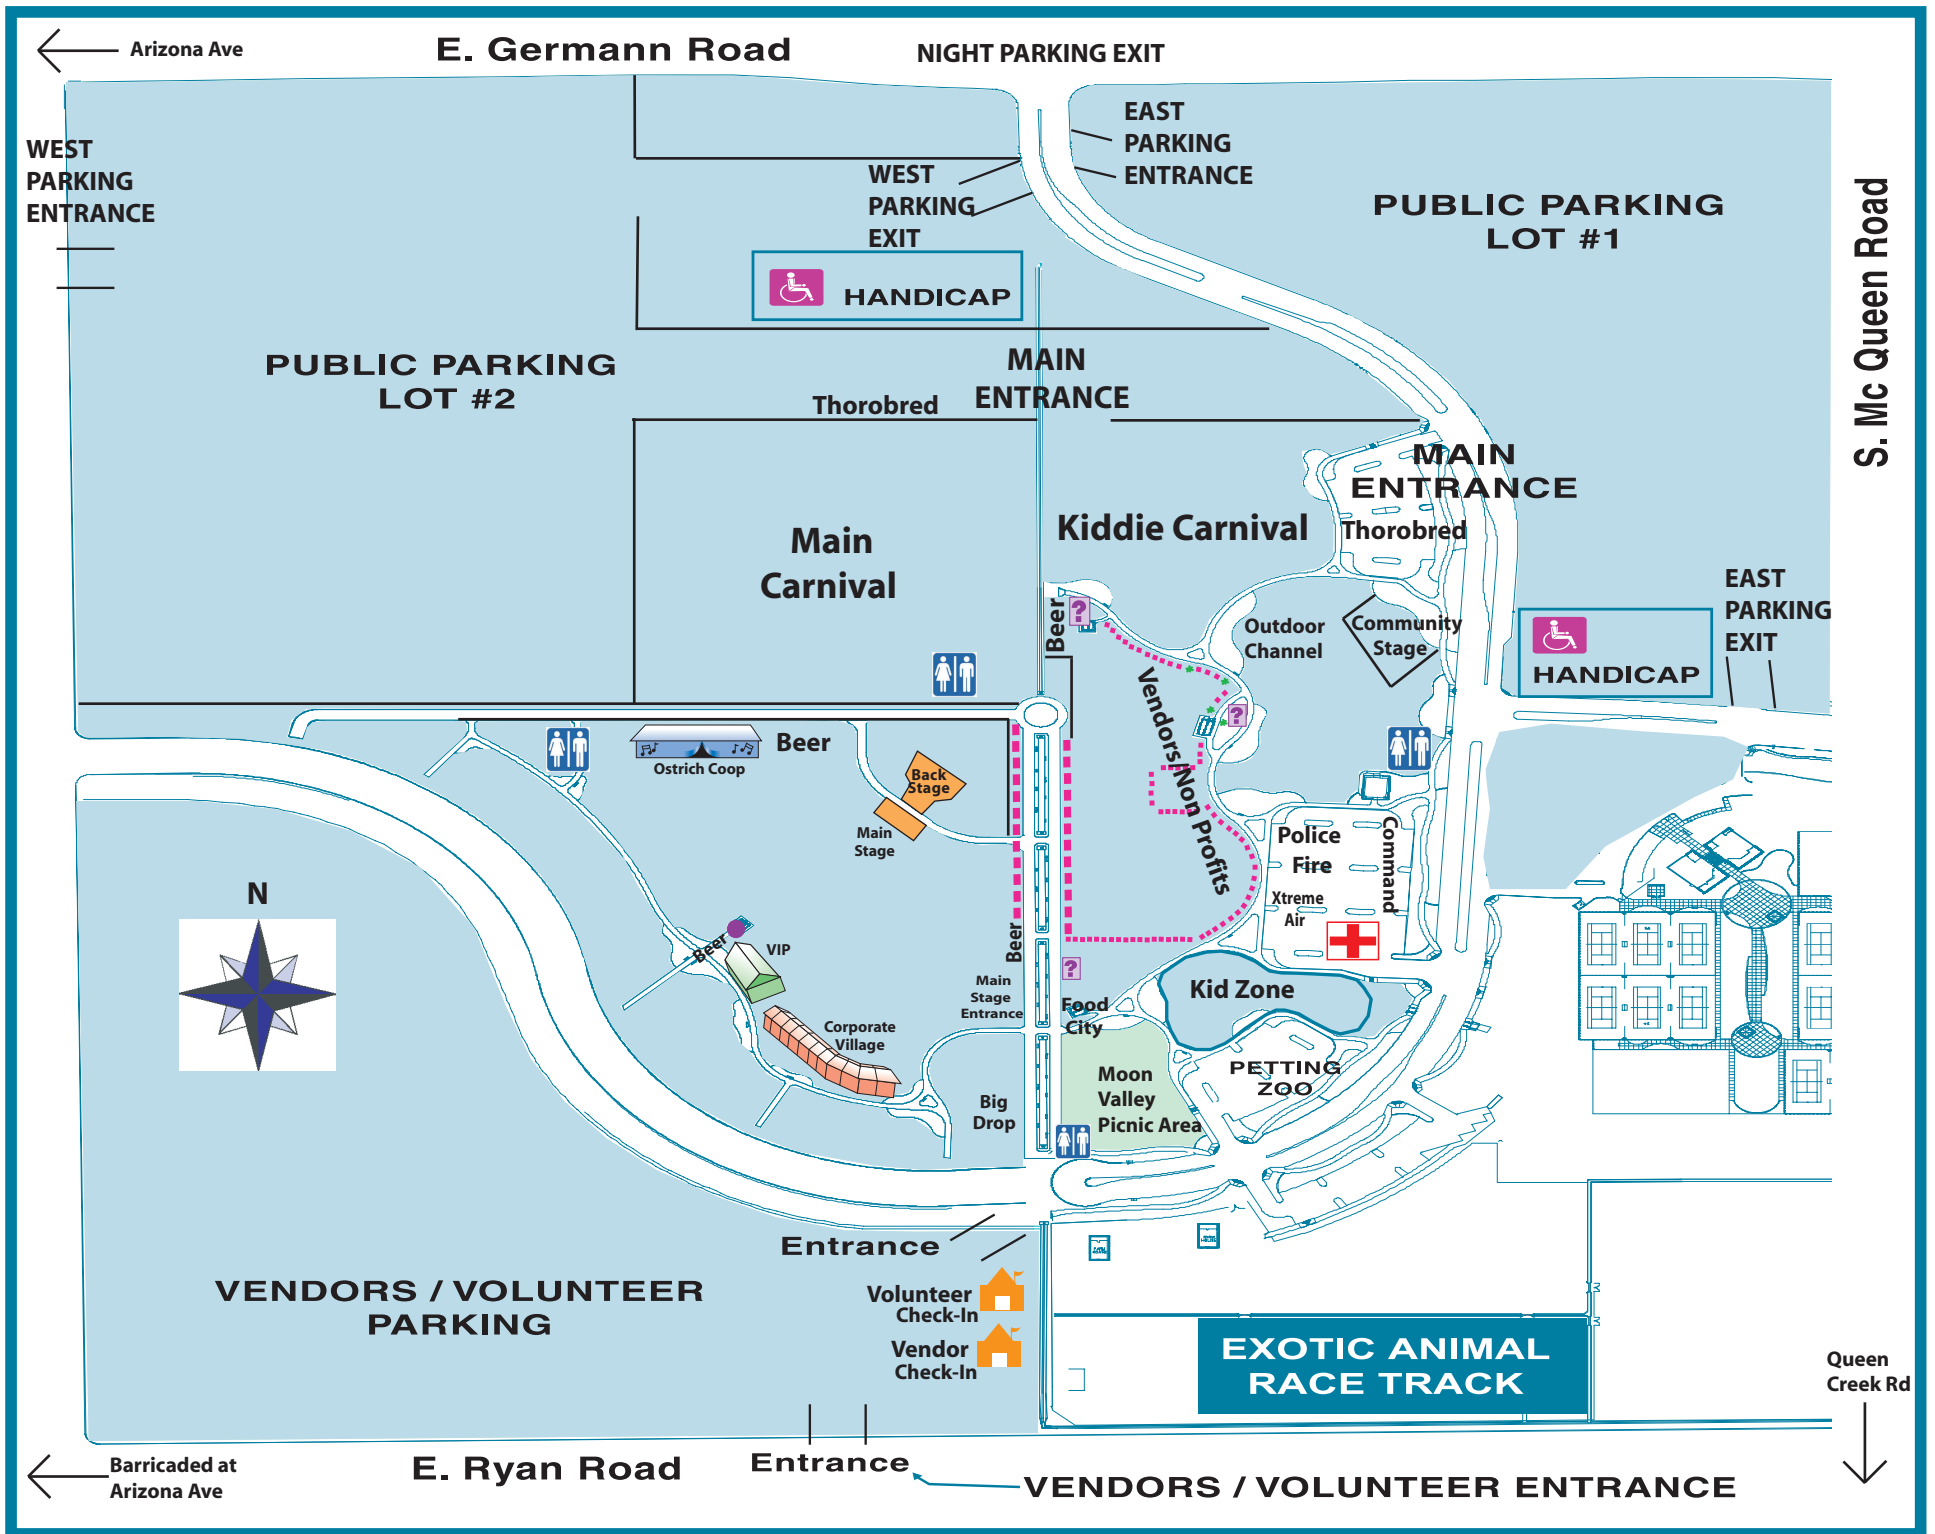 Arizona Ave
E. Germann Road
NIGHT PARKING EXIT
WEST
PARKING
ENTRANCE
EAST
PARKING
ENTRANCE
WEST
PARKING
EXIT
PUBLIC PARKING
LOT #1
S. Mc Queen Road
HANDICAP
PUBLIC PARKING
LOT #2
MAIN
ENTRANCE
Thorobred
MAIN
ENTRANCE
Thorobred
Main
Carnival
Kiddie Carnival
EAST
PARKING
EXIT
HANDICAP
Beer
?
Outdoor
Channel
Community
Stage
Vendors/Non Profits
?
Ostrich Coop
Beer
Back
Stage
Main
Stage
Police
Fire
Command
Xtreme
Air
N
Beer
VIP
Beer
Main
Stage
Entrance
?
Food
City
Kid Zone
Corporate
Village
PETTING
ZOO
Moon
Valley
Picnic Area
Big
Drop
Entrance
VENDORS / VOLUNTEER
PARKING
Volunteer
Check-In
Vendor
Check-In
EXOTIC ANIMAL
RACE TRACK
Queen
Creek Rd
Barricaded at
Arizona Ave
E. Ryan Road
Entrance
VENDORS / VOLUNTEER ENTRANCE